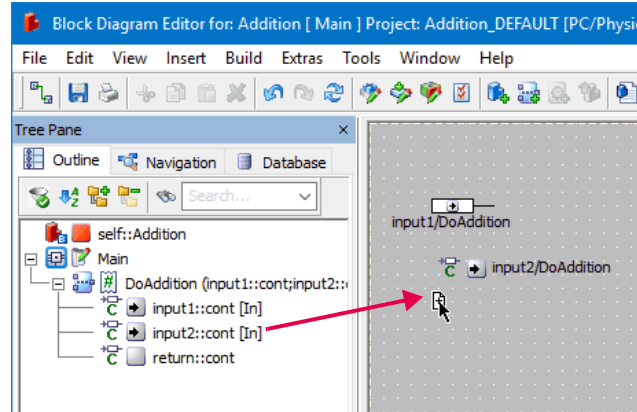 Block Diagram Editor for: Addition [ Main ] Project: Addition_DEFAULT [PC/Physi
File Edit View Insert Build Extras Tools Window Help
Tree Pane
Outline Navigation Database
Search...
self::Addition
Main
DoAddition (input1::cont;input2::
input1::cont [In]
input2::cont [In]
return::cont
input1/DoAddition
input2/DoAddition